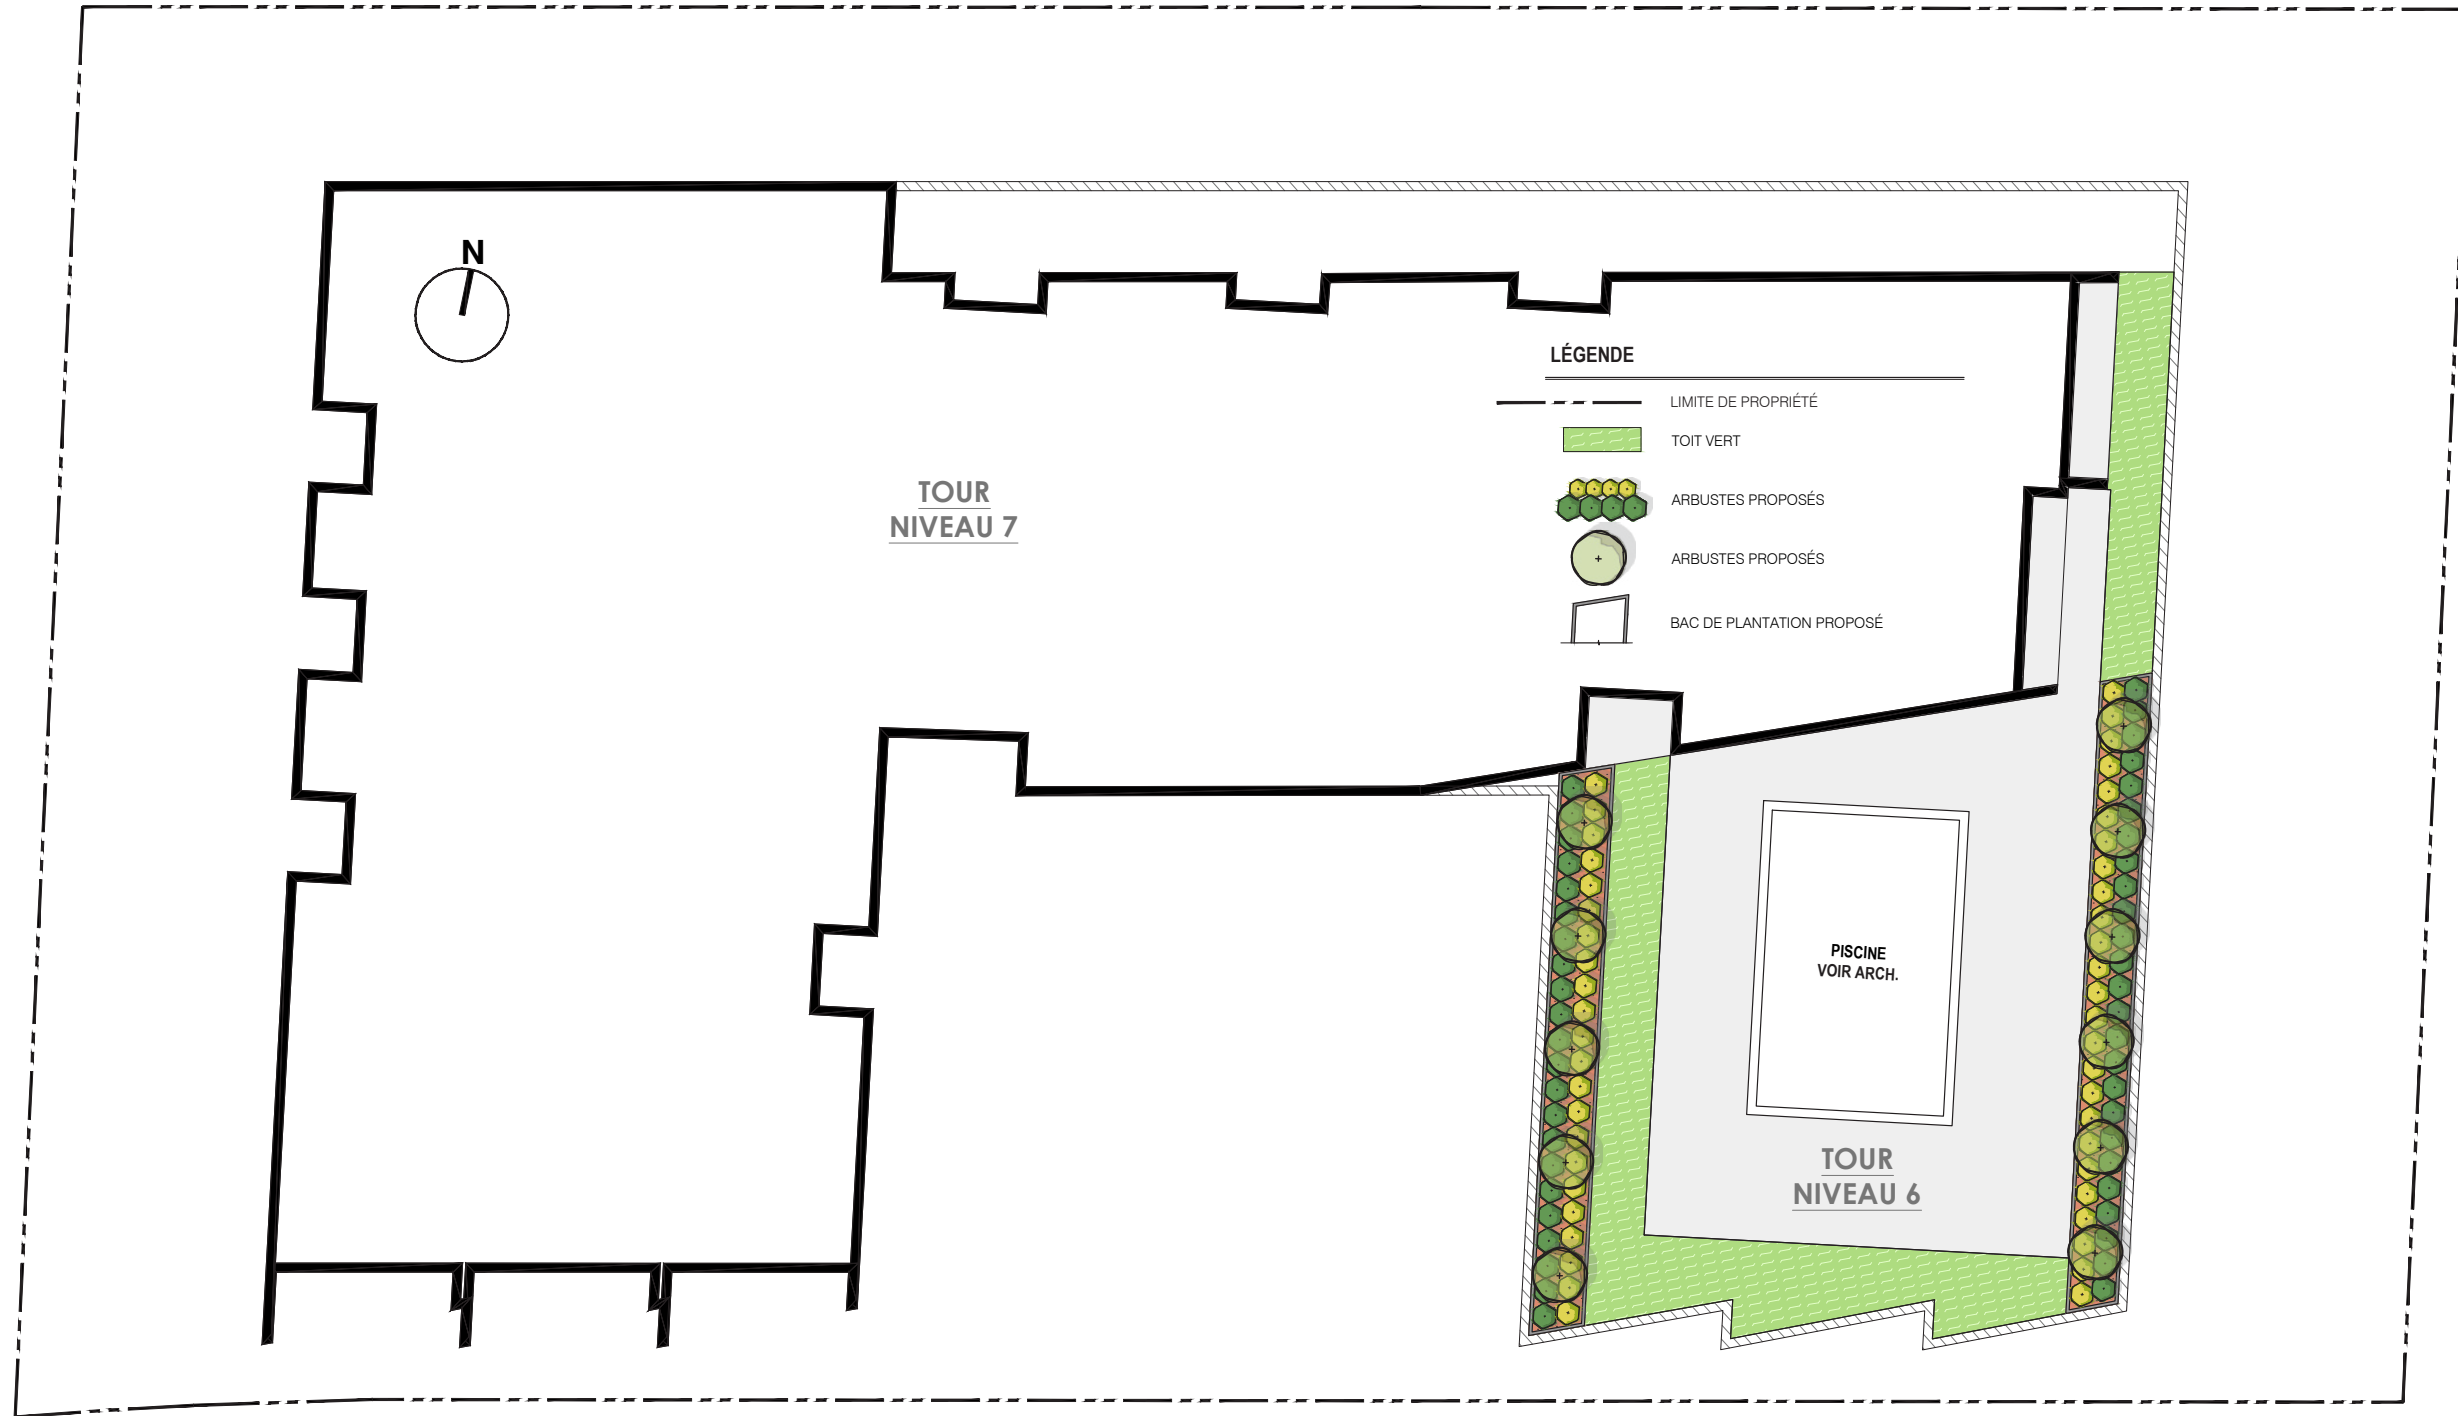 N
LÉGENDE
LIMITE DE PROPRIÉTÉ
TOIT VERT
ARBUSTES PROPOSÉS
ARBUSTES PROPOSÉS
BAC DE PLANTATION PROPOSÉ
TOUR
NIVEAU 7
PISCINE
VOIR ARCH.
TOUR
NIVEAU 6